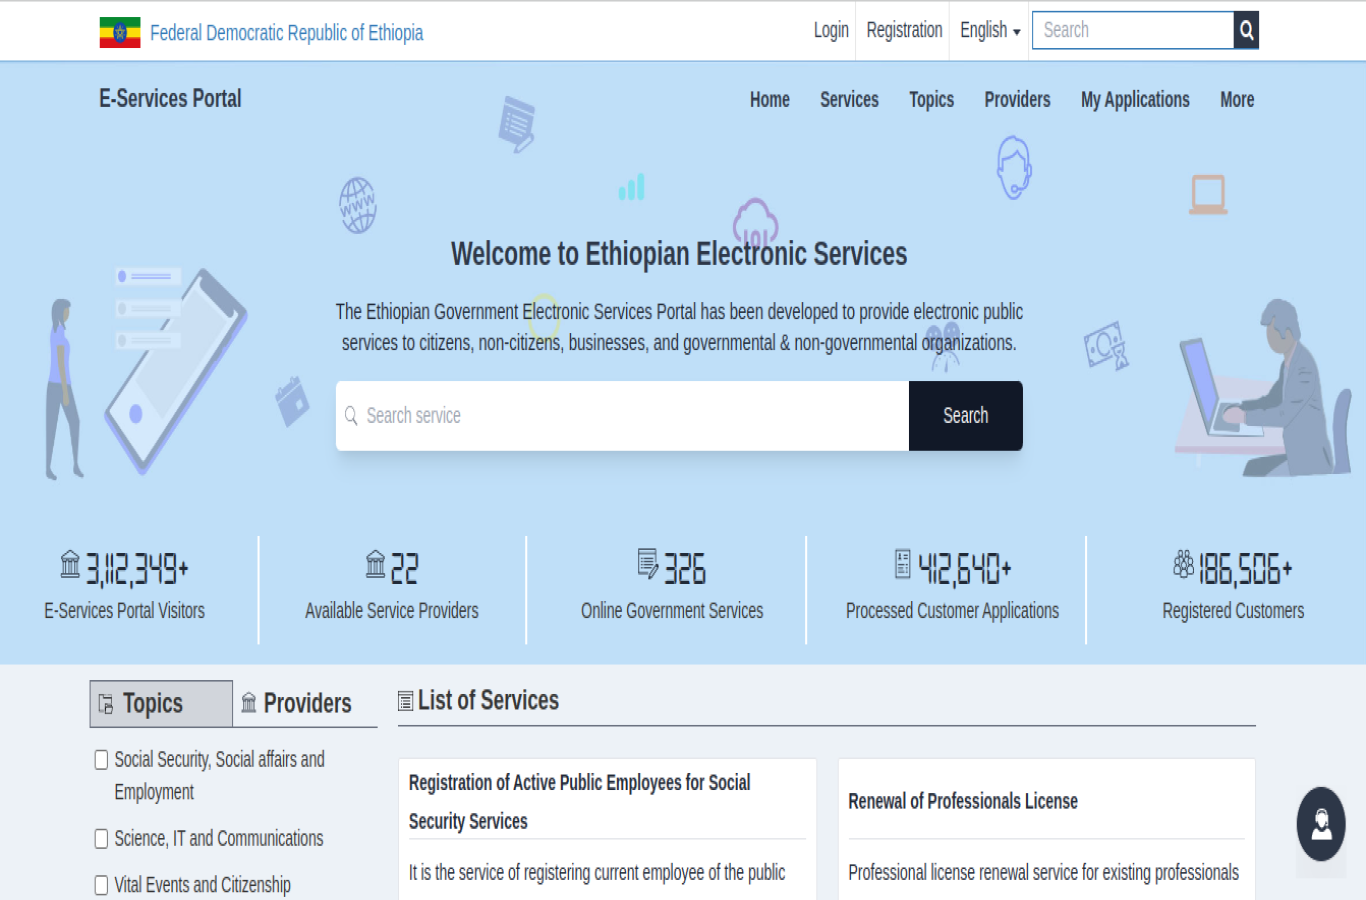 Federal Democratic Republic of Ethiopia
Login
Registration
English
Search
E-Services Portal
Home
Services
Topics
Providers
My Applications
More
WWW
Welcome to Ethiopian Electronic Services
The Ethiopian Government Electronic Services Portal has been developed to provide electronic public
services to citizens, non-citizens, businesses, and governmental & non-governmental organizations.
Search service
Search
3,112,349+
E-Services Portal Visitors
22
Available Service Providers
326
Online Government Services
412,640+
Processed Customer Applications
186,506+
Registered Customers
Topics
Providers
List of Services
Social Security, Social affairs and
Employment
Science, IT and Communications
Vital Events and Citizenship
Registration of Active Public Employees for Social
Security Services
It is the service of registering current employee of the public
Renewal of Professionals License
Professional license renewal service for existing professionals